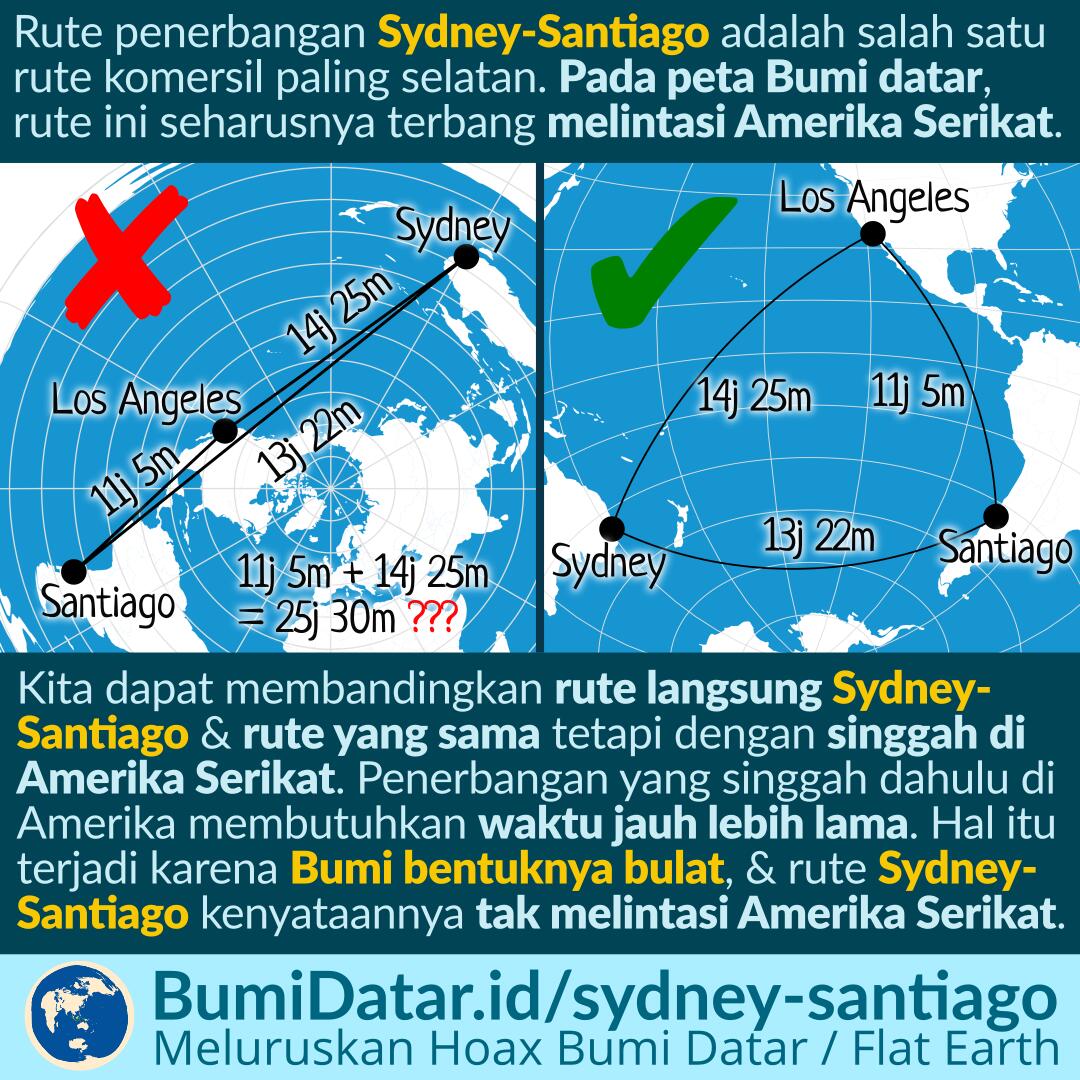 Rute penerbangan Sydney-Santiago adalah salah satu
rute komersil paling selatan. Pada peta Bumi datar,
rute ini seharusnya terbang melintasi Amerika Serikat.
Sydney
14j 25m
Los Angeles
13j 22m
11j 5m
Santiago
11j 5m + 14j 25m
= 25j 30m ???
Los Angeles
14j 25m
11j 5m
13j 22m
Sydney
Santiago
Kita dapat membandingkan rute langsung Sydney-
Santiago & rute yang sama tetapi dengan singgah di
Amerika Serikat. Penerbangan yang singgah dahulu di
Amerika membutuhkan waktu jauh lebih lama. Hal itu
terjadi karena Bumi bentuknya bulat, & rute Sydney-
Santiago kenyataannya tak melintasi Amerika Serikat.
BumiDatar.id/sydney-santiago
Meluruskan Hoax Bumi Datar / Flat Earth